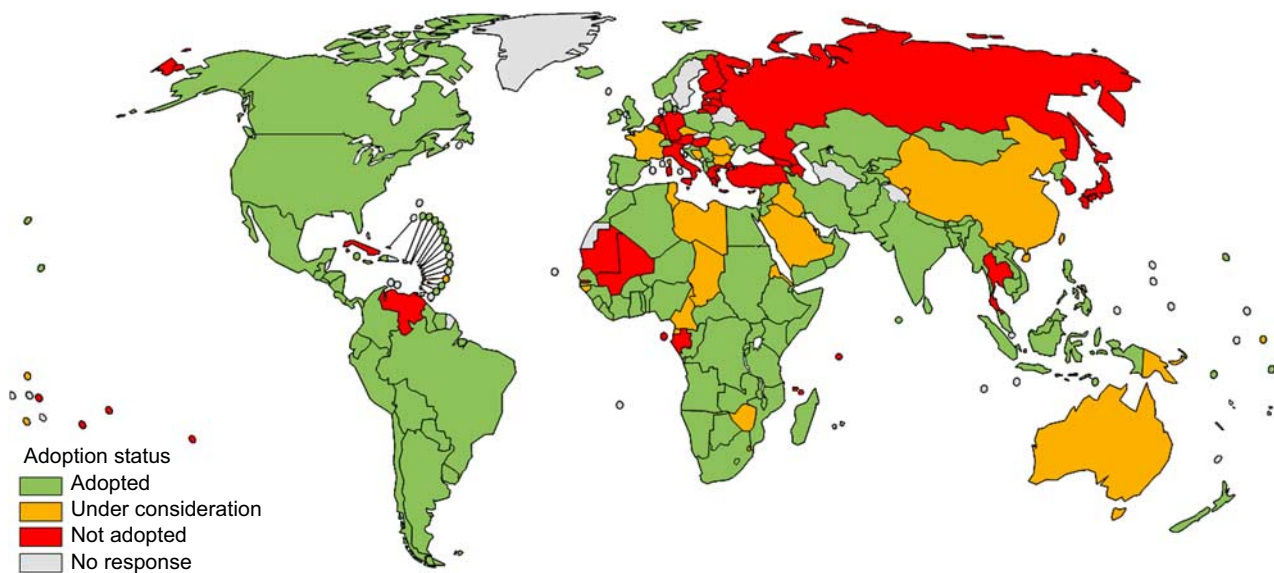 Adoption status
Adopted
Under consideration
Not adopted
No response